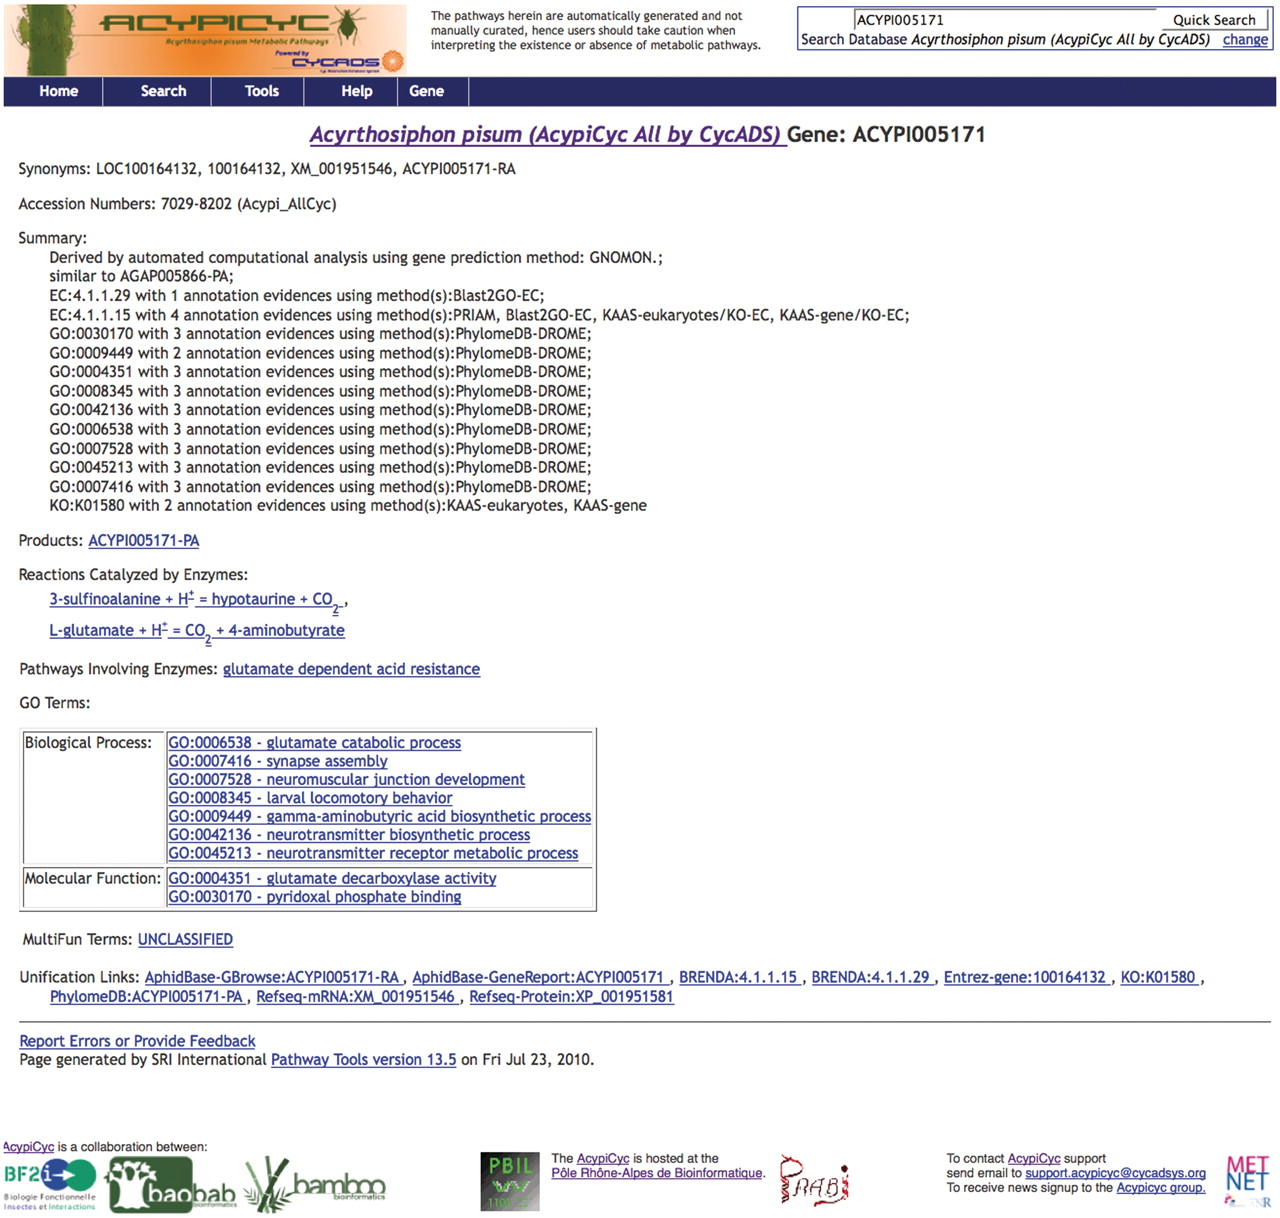 ACYPICYC
Acyrthosiphon pisum Metabolic Pathways
Powered by
CYCADS
The pathways herein are automatically generated and not
manually curated, hence users should take caution when
interpreting the existence or absence of metabolic pathways.
ACYPI005171 Quick Search
Search Database Acyrthosiphon pisum (AcypiCyc All by CycADS) change
Home Search Tools Help Gene
Acyrthosiphon pisum (AcypiCyc All by CycADS) Gene: ACYPI005171
Synonyms: LOC100164132, 100164132, XM_001951546, ACYPI005171-RA
Accession Numbers: 7029-8202 (Acypi_AllCyc)
Summary:
Derived by automated computational analysis using gene prediction method: GNOMON.;
similar to AGAP005866-PA;
EC:4.1.1.29 with 1 annotation evidences using method(s):Blast2GO-EC;
EC:4.1.1.15 with 4 annotation evidences using method(s):PRIAM, Blast2GO-EC, KAAS-eukaryotes/KO-EC, KAAS-gene/KO-EC;
GO:0030170 with 3 annotation evidences using method(s):PhylomeDB-DROME;
GO:0009449 with 2 annotation evidences using method(s):PhylomeDB-DROME;
GO:0004351 with 3 annotation evidences using method(s):PhylomeDB-DROME;
GO:0008345 with 3 annotation evidences using method(s):PhylomeDB-DROME;
GO:0042136 with 3 annotation evidences using method(s):PhylomeDB-DROME;
GO:0006538 with 3 annotation evidences using method(s):PhylomeDB-DROME;
GO:0007528 with 3 annotation evidences using method(s):PhylomeDB-DROME;
GO:0045213 with 3 annotation evidences using method(s):PhylomeDB-DROME;
GO:0007416 with 3 annotation evidences using method(s):PhylomeDB-DROME;
KO:K01580 with 2 annotation evidences using method(s):KAAS-eukaryotes, KAAS-gene
Products: ACYPI005171-PA
Reactions Catalyzed by Enzymes:
3-sulfinoalanine + H+ = hypotaurine + CO2 ,
L-glutamate + H+ = CO2 + 4-aminobutyrate
Pathways Involving Enzymes: glutamate dependent acid resistance
GO Terms:
Biological Process: GO:0006538 - glutamate catabolic process
GO:0007416 - synapse assembly
GO:0007528 - neuromuscular junction development
GO:0008345 - larval locomotory behavior
GO:0009449 - gamma-aminobutyric acid biosynthetic process
GO:0042136 - neurotransmitter biosynthetic process
GO:0045213 - neurotransmitter receptor metabolic process
Molecular Function: GO:0004351 - glutamate decarboxylase activity
GO:0030170 - pyridoxal phosphate binding
MultiFun Terms: UNCLASSIFIED
Unification Links: AphidBase-GBrowse:ACYPI005171-RA , AphidBase-GeneReport:ACYPI005171 , BRENDA:4.1.1.15 , BRENDA:4.1.1.29 , Entrez-gene:100164132 , KO:K01580 ,
PhylomeDB:ACYPI005171-PA , Refseq-mRNA:XM_001951546 , Refseq-Protein:XP_001951581
Report Errors or Provide Feedback
Page generated by SRI International Pathway Tools version 13.5 on Fri Jul 23, 2010.
AcypiCyc is a collaboration between:
BF2i
Biologie Fonctionnelle
Insectes et Interactions
baobab
bioinformatics
bamboo
bioinformatics
PBIL
The AcypiCyc is hosted at the
Pôle Rhône-Alpes de Bioinformatique.
PRABI
To contact AcypiCyc support
send email to support.acypicyc@cycadsys.org
To receive news signup to the Acypicyc group.
MET
NET